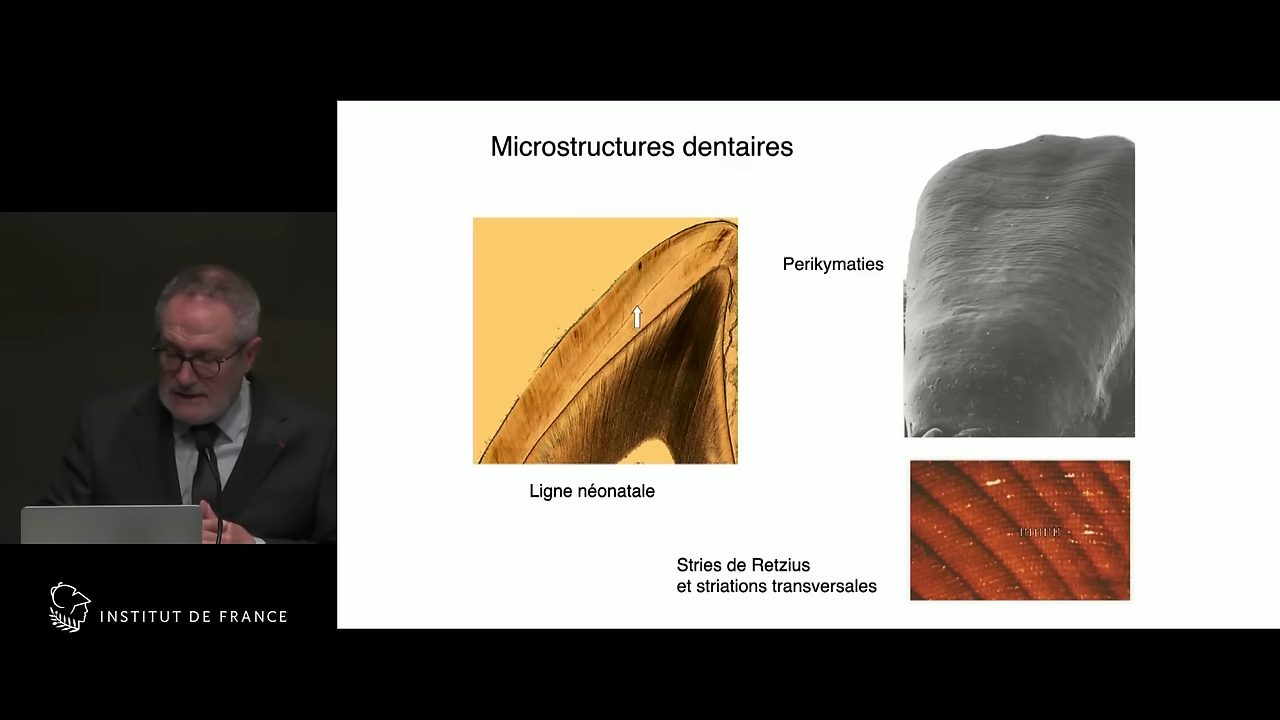 Microstructures dentaires
Perikymaties
Ligne néonatale
Stries de Retzius
et striations transversales
INSTITUT DE FRANCE